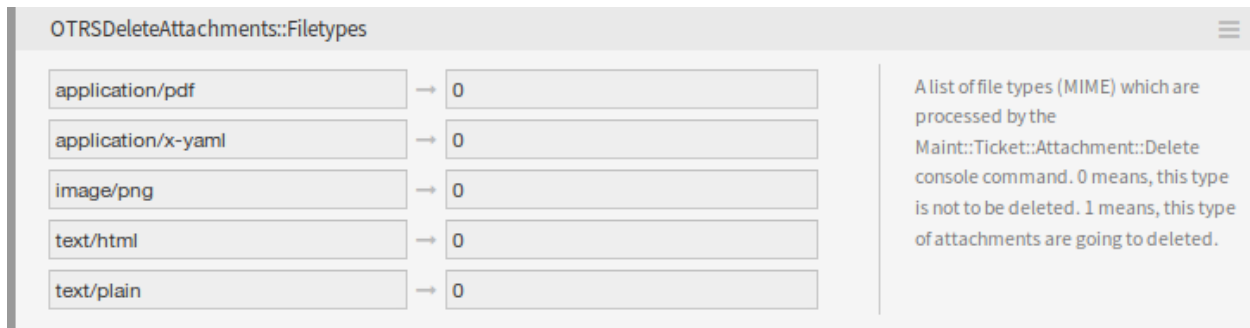 OTRSDeleteAttachments::Filetypes
application/pdf → 0
application/x-yaml → 0
image/png → 0
text/html → 0
text/plain → 0
A list of file types (MIME) which are
processed by the
Maint::Ticket::Attachment::Delete
console command. 0 means, this type
is not to be deleted. 1 means, this type
of attachments are going to deleted.